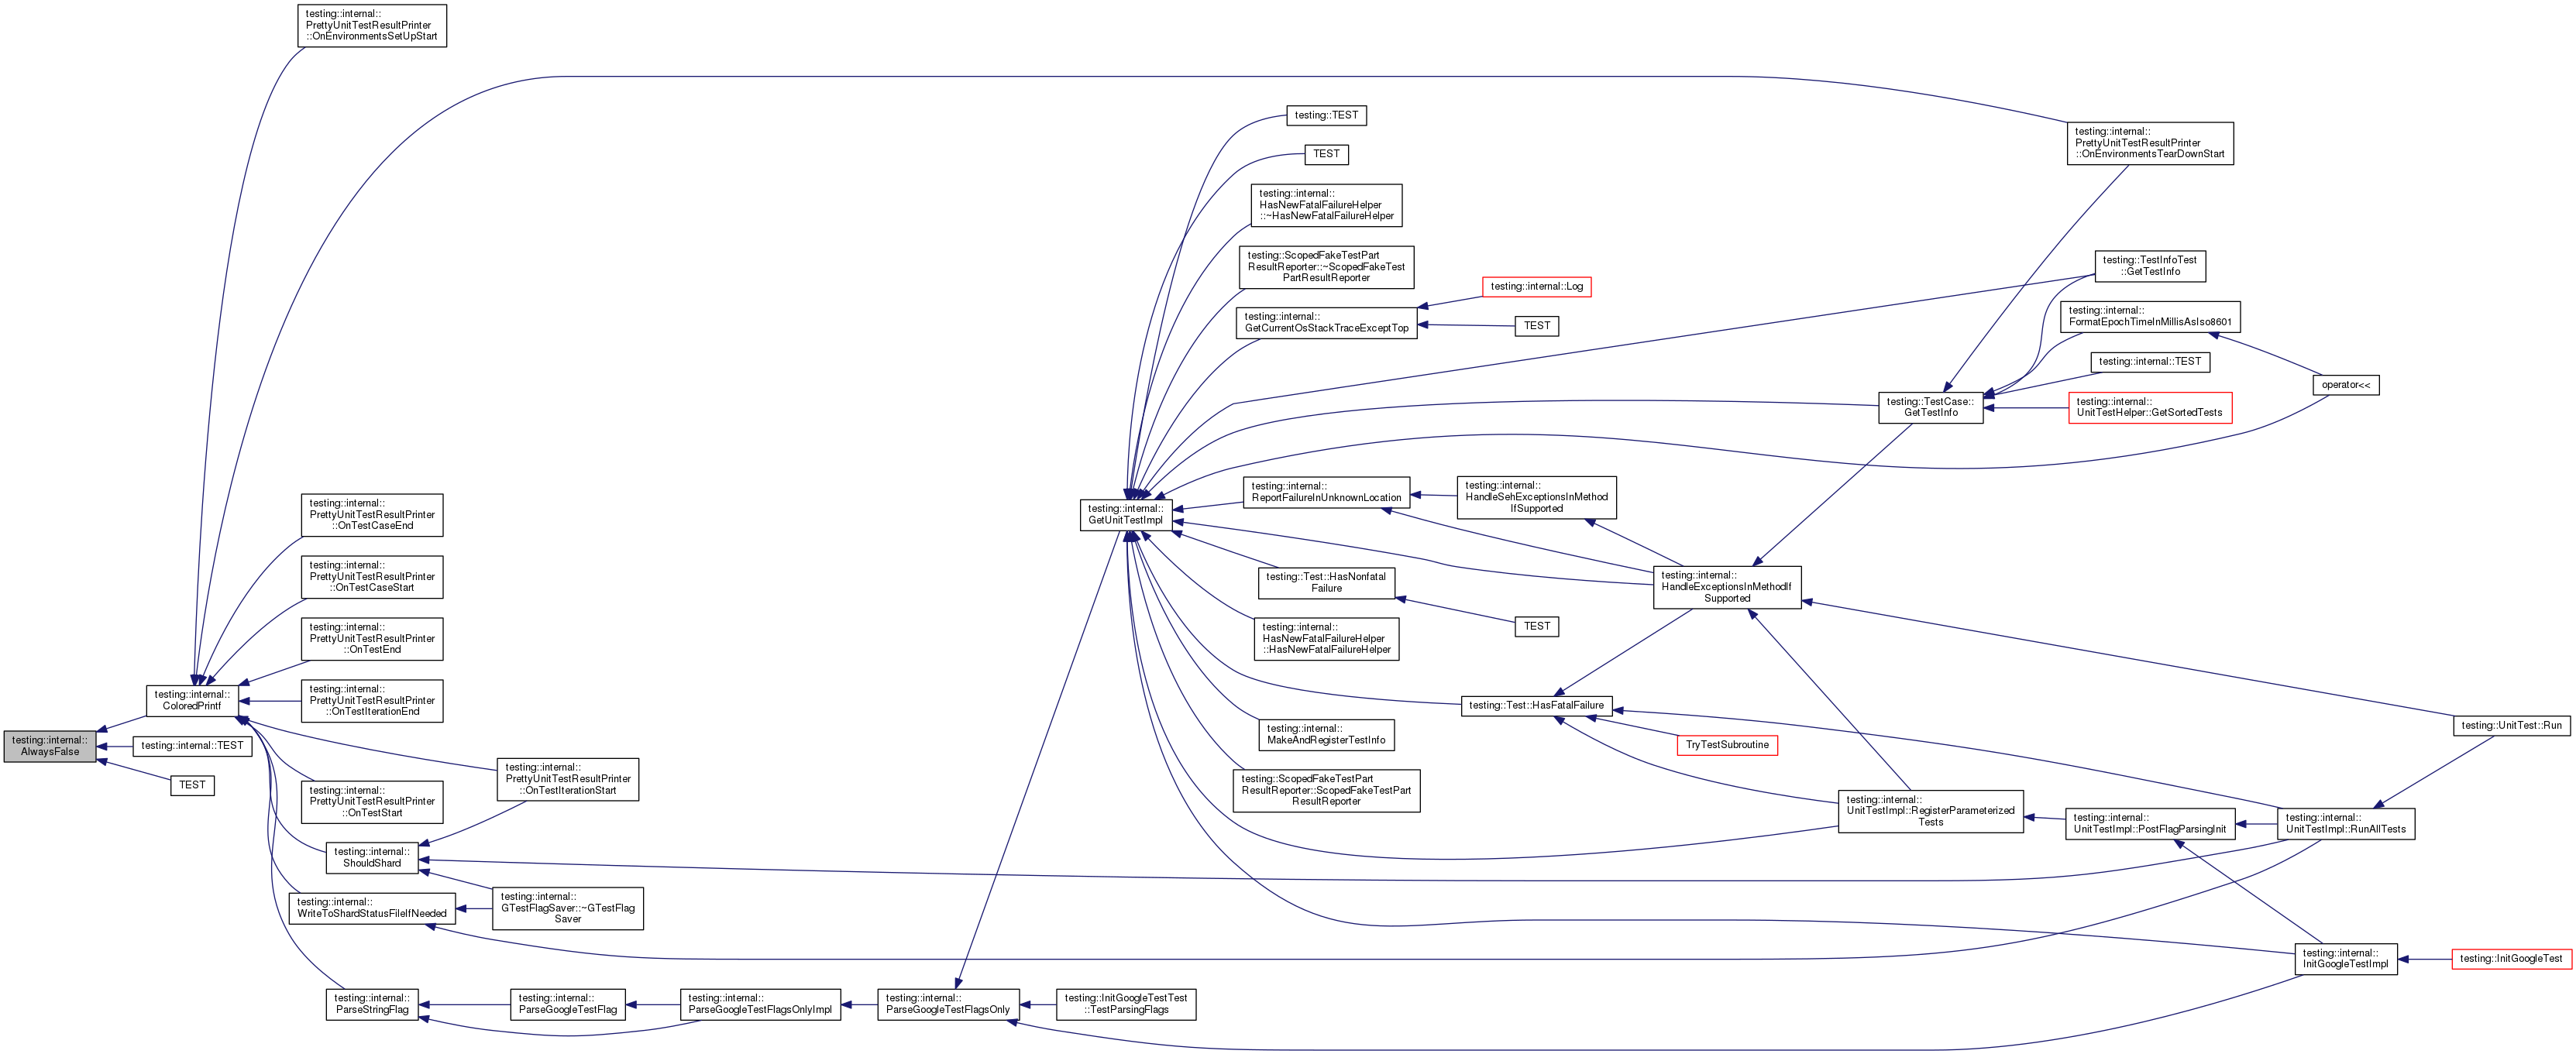 testing::internal::
PrettyUnitTestResultPrinter
::OnEnvironmentsSetUpStart
testing::internal::
PrettyUnitTestResultPrinter
::OnTestCaseEnd
testing::internal::
PrettyUnitTestResultPrinter
::OnTestCaseStart
testing::internal::
PrettyUnitTestResultPrinter
::OnTestEnd
testing::internal::
PrettyUnitTestResultPrinter
::OnTestIterationEnd
testing::internal::
ColoredPrintf
testing::internal::
AlwaysFalse
testing::internal::TEST
TEST
testing::internal::
PrettyUnitTestResultPrinter
::OnTestStart
testing::internal::
PrettyUnitTestResultPrinter
::OnTestIterationStart
testing::internal::
ShouldShard
testing::internal::
WriteToShardStatusFileIfNeeded
testing::internal::
GTestFlagSaver::~GTestFlag
Saver
testing::internal::
ParseStringFlag
testing::internal::
ParseGoogleTestFlag
testing::internal::
ParseGoogleTestFlagsOnlyImpl
testing::internal::
ParseGoogleTestFlagsOnly
testing::InitGoogleTestTest
::TestParsingFlags
testing::internal::
GetUnitTestImpl
testing::TEST
TEST
testing::internal::
HasNewFatalFailureHelper
::~HasNewFatalFailureHelper
testing::ScopedFakeTestPart
ResultReporter::~ScopedFakeTest
PartResultReporter
testing::internal::
GetCurrentOsStackTraceExceptTop
testing::internal::Log
TEST
testing::internal::
ReportFailureInUnknownLocation
testing::internal::
HandleSehExceptionsInMethod
IfSupported
testing::Test::HasNonfatal
Failure
TEST
testing::internal::
HasNewFatalFailureHelper
::HasNewFatalFailureHelper
testing::Test::HasFatalFailure
testing::internal::
MakeAndRegisterTestInfo
testing::ScopedFakeTestPart
ResultReporter::ScopedFakeTestPart
ResultReporter
testing::internal::
HandleExceptionsInMethodIf
Supported
TryTestSubroutine
testing::internal::
UnitTestImpl::RegisterParameterized
Tests
testing::TestCase::
GetTestInfo
testing::internal::
PrettyUnitTestResultPrinter
::OnEnvironmentsTearDownStart
testing::TestInfoTest
::GetTestInfo
testing::internal::
FormatEpochTimeInMillisAsIso8601
testing::internal::TEST
testing::internal::
UnitTestHelper::GetSortedTests
operator<<
testing::UnitTest::Run
testing::internal::
UnitTestImpl::PostFlagParsingInit
testing::internal::
UnitTestImpl::RunAllTests
testing::internal::
InitGoogleTestImpl
testing::InitGoogleTest